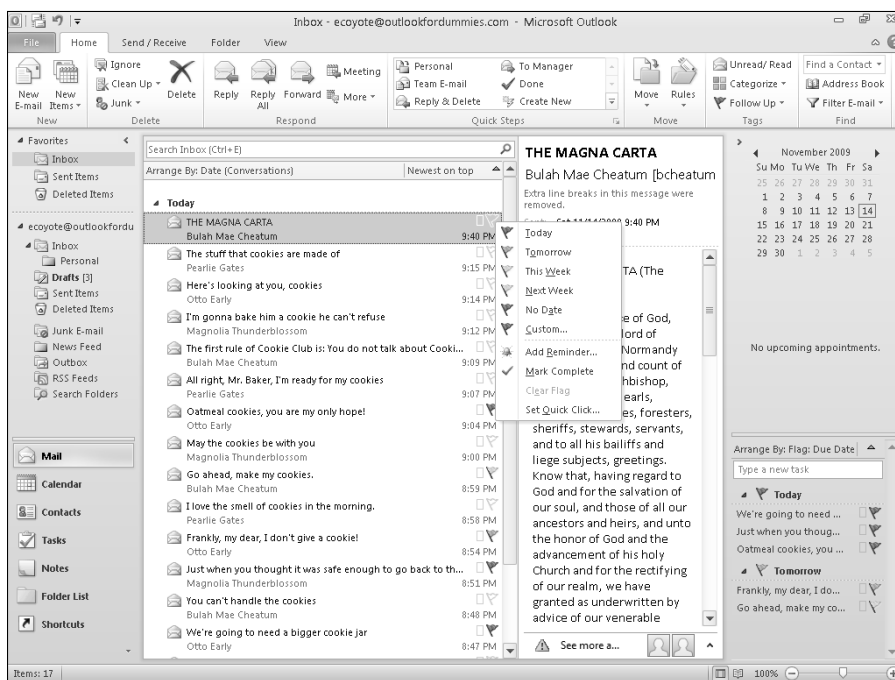 Inbox - ecoyote@outlookfordummies.com - Microsoft Outlook
File Home Send / Receive Folder View
New E-mail
New Items
New
Ignore
Clean Up
Junk
Delete
Delete
Reply
Reply All
Forward
Meeting
More
Respond
Personal
Team E-mail
Reply & Delete
To Manager
Done
Create New
Quick Steps
Move
Rules
Move
Unread/ Read
Categorize
Follow Up
Tags
Find a Contact
Address Book
Filter E-mail
Find
Favorites
Inbox
Sent Items
Deleted Items
ecoyote@outlookfordu
Inbox
Personal
Drafts [3]
Sent Items
Deleted Items
Junk E-mail
News Feed
Outbox
RSS Feeds
Search Folders
Mail
Calendar
Contacts
Tasks
Notes
Folder List
Shortcuts
Search Inbox (Ctrl+E)
Arrange By: Date (Conversations) Newest on top
Today
THE MAGNA CARTA
Bulah Mae Cheatum 9:40 PM
The stuff that cookies are made of
Pearlie Gates 9:15 PM
Here's looking at you, cookies
Otto Early 9:14 PM
I'm gonna bake him a cookie he can't refuse
Magnolia Thunderblossom 9:12 PM
The first rule of Cookie Club is: You do not talk about Cooki...
Bulah Mae Cheatum 9:09 PM
All right, Mr. Baker, I'm ready for my cookies
Pearlie Gates 9:07 PM
Oatmeal cookies, you are my only hope!
Otto Early 9:04 PM
May the cookies be with you
Magnolia Thunderblossom 9:00 PM
Go ahead, make my cookies.
Bulah Mae Cheatum 8:59 PM
I love the smell of cookies in the morning.
Pearlie Gates 8:58 PM
Frankly, my dear, I don't give a cookie!
Otto Early 8:54 PM
Just when you thought it was safe enough to go back to th...
Magnolia Thunderblossom 8:51 PM
You can't handle the cookies
Bulah Mae Cheatum 8:48 PM
We're going to need a bigger cookie jar
Otto Early 8:47 PM
THE MAGNA CARTA
Bulah Mae Cheatum [bcheatum
Extra line breaks in this message were
removed.
Sat 11/14/2009 9:40 PM
Today
Tomorrow
This Week
Next Week
No Date
Custom...
Add Reminder...
Mark Complete
Clear Flag
Set Quick Click...
TA (The
e of God,
lord of
Normandy
nd count of
hbishop,
earls,
es, foresters,
sheriffs, stewards, servants,
and to all his bailiffs and
liege subjects, greetings.
Know that, having regard to
God and for the salvation of
our soul, and those of all our
ancestors and heirs, and unto
the honor of God and the
advancement of his holy
Church and for the rectifying
of our realm, we have
granted as underwritten by
advice of our venerable
See more a...
November 2009
Su Mo Tu We Th Fr Sa
25 26 27 28 29 30 31
1 2 3 4 5 6 7
8 9 10 11 12 13 14
15 16 17 18 19 20 21
22 23 24 25 26 27 28
29 30 1 2 3 4 5
No upcoming appointments.
Arrange By: Flag: Due Date
Type a new task
Today
We're going to need ...
Just when you thoug...
Oatmeal cookies, you ...
Tomorrow
Frankly, my dear, I do...
Go ahead, make my co...
Items: 17
100%